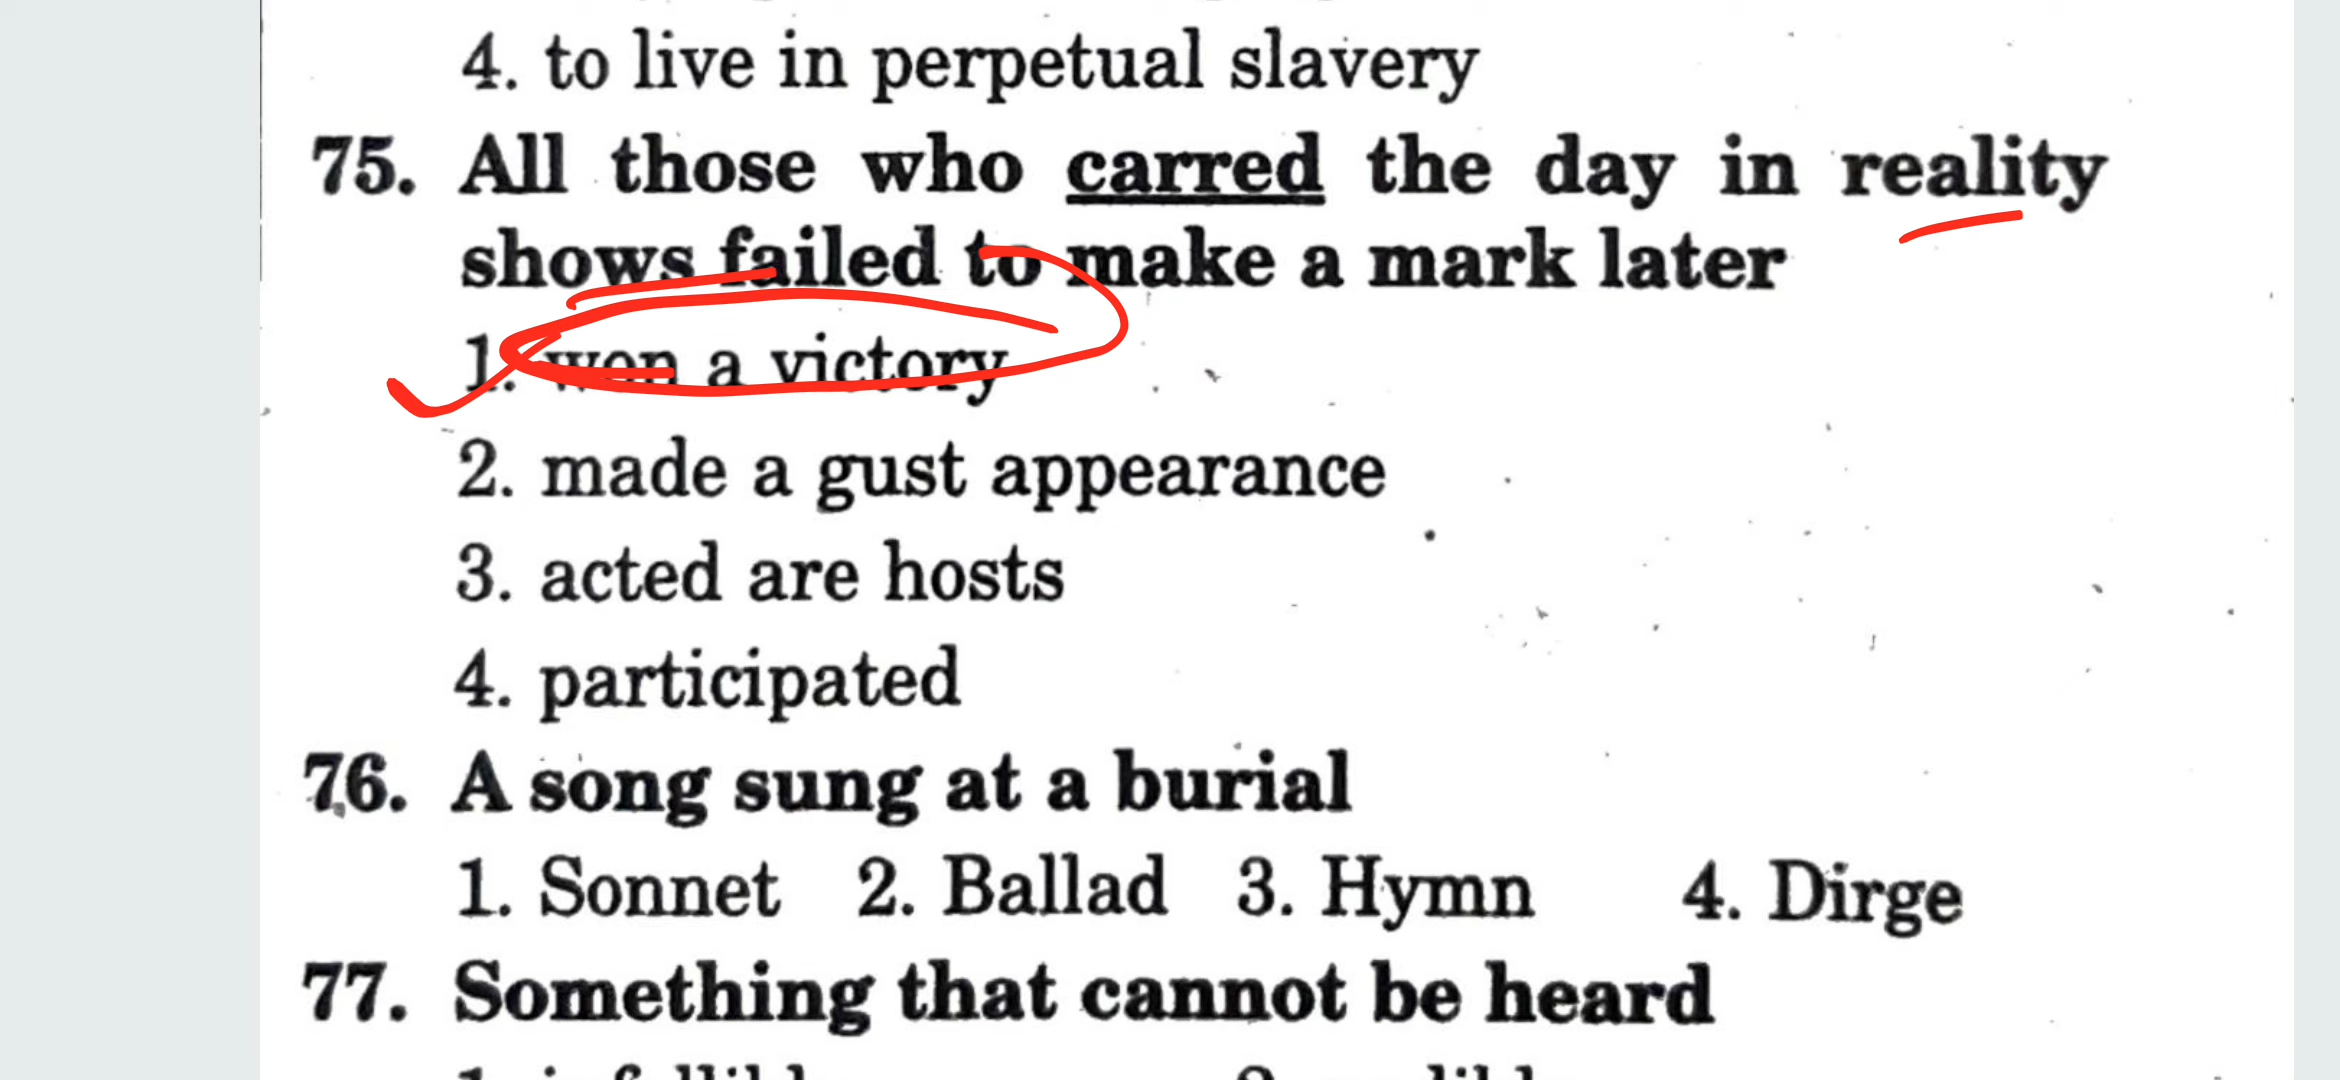 4. to live in perpetual slavery
75. All those who carred the day in reality
shows failed to make a mark later
1. won a victory
2. made a gust appearance
3. acted are hosts
4. participated
76. A song sung at a burial
1. Sonnet 2. Ballad 3. Hymn 4. Dirge
77. Something that cannot be heard